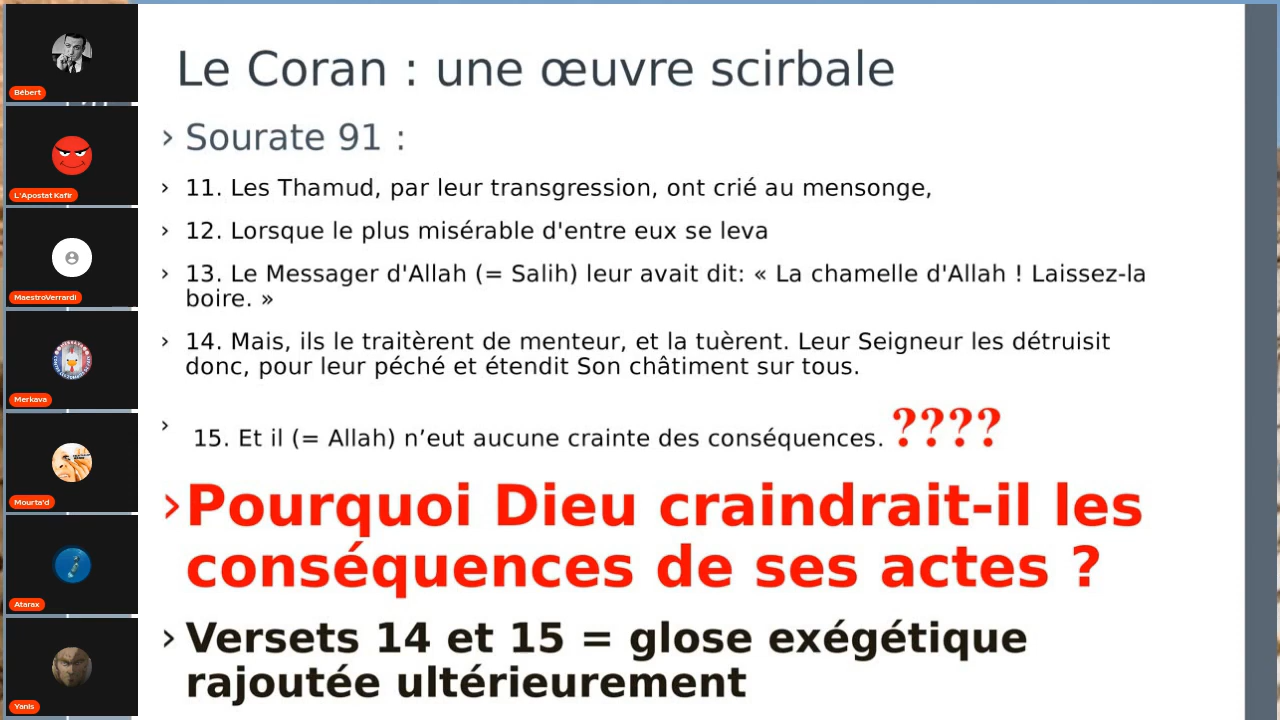 Le Coran : une œuvre scirbale
› Sourate 91 :
› 11. Les Thamud, par leur transgression, ont crié au mensonge,
› 12. Lorsque le plus misérable d'entre eux se leva
› 13. Le Messager d'Allah (= Salih) leur avait dit: « La chamelle d'Allah ! Laissez-la
boire. »
› 14. Mais, ils le traitèrent de menteur, et la tuèrent. Leur Seigneur les détruisit
donc, pour leur péché et étendit Son châtiment sur tous.
› 15. Et il (= Allah) n’eut aucune crainte des conséquences. ????
› Pourquoi Dieu craindrait-il les
conséquences de ses actes ?
› Versets 14 et 15 = glose exégétique
rajoutée ultérieurement
Bébert
L'Apostat Kafir
MaestroVerrardi
Merkava
Mourta'd
Atarax
Yanis